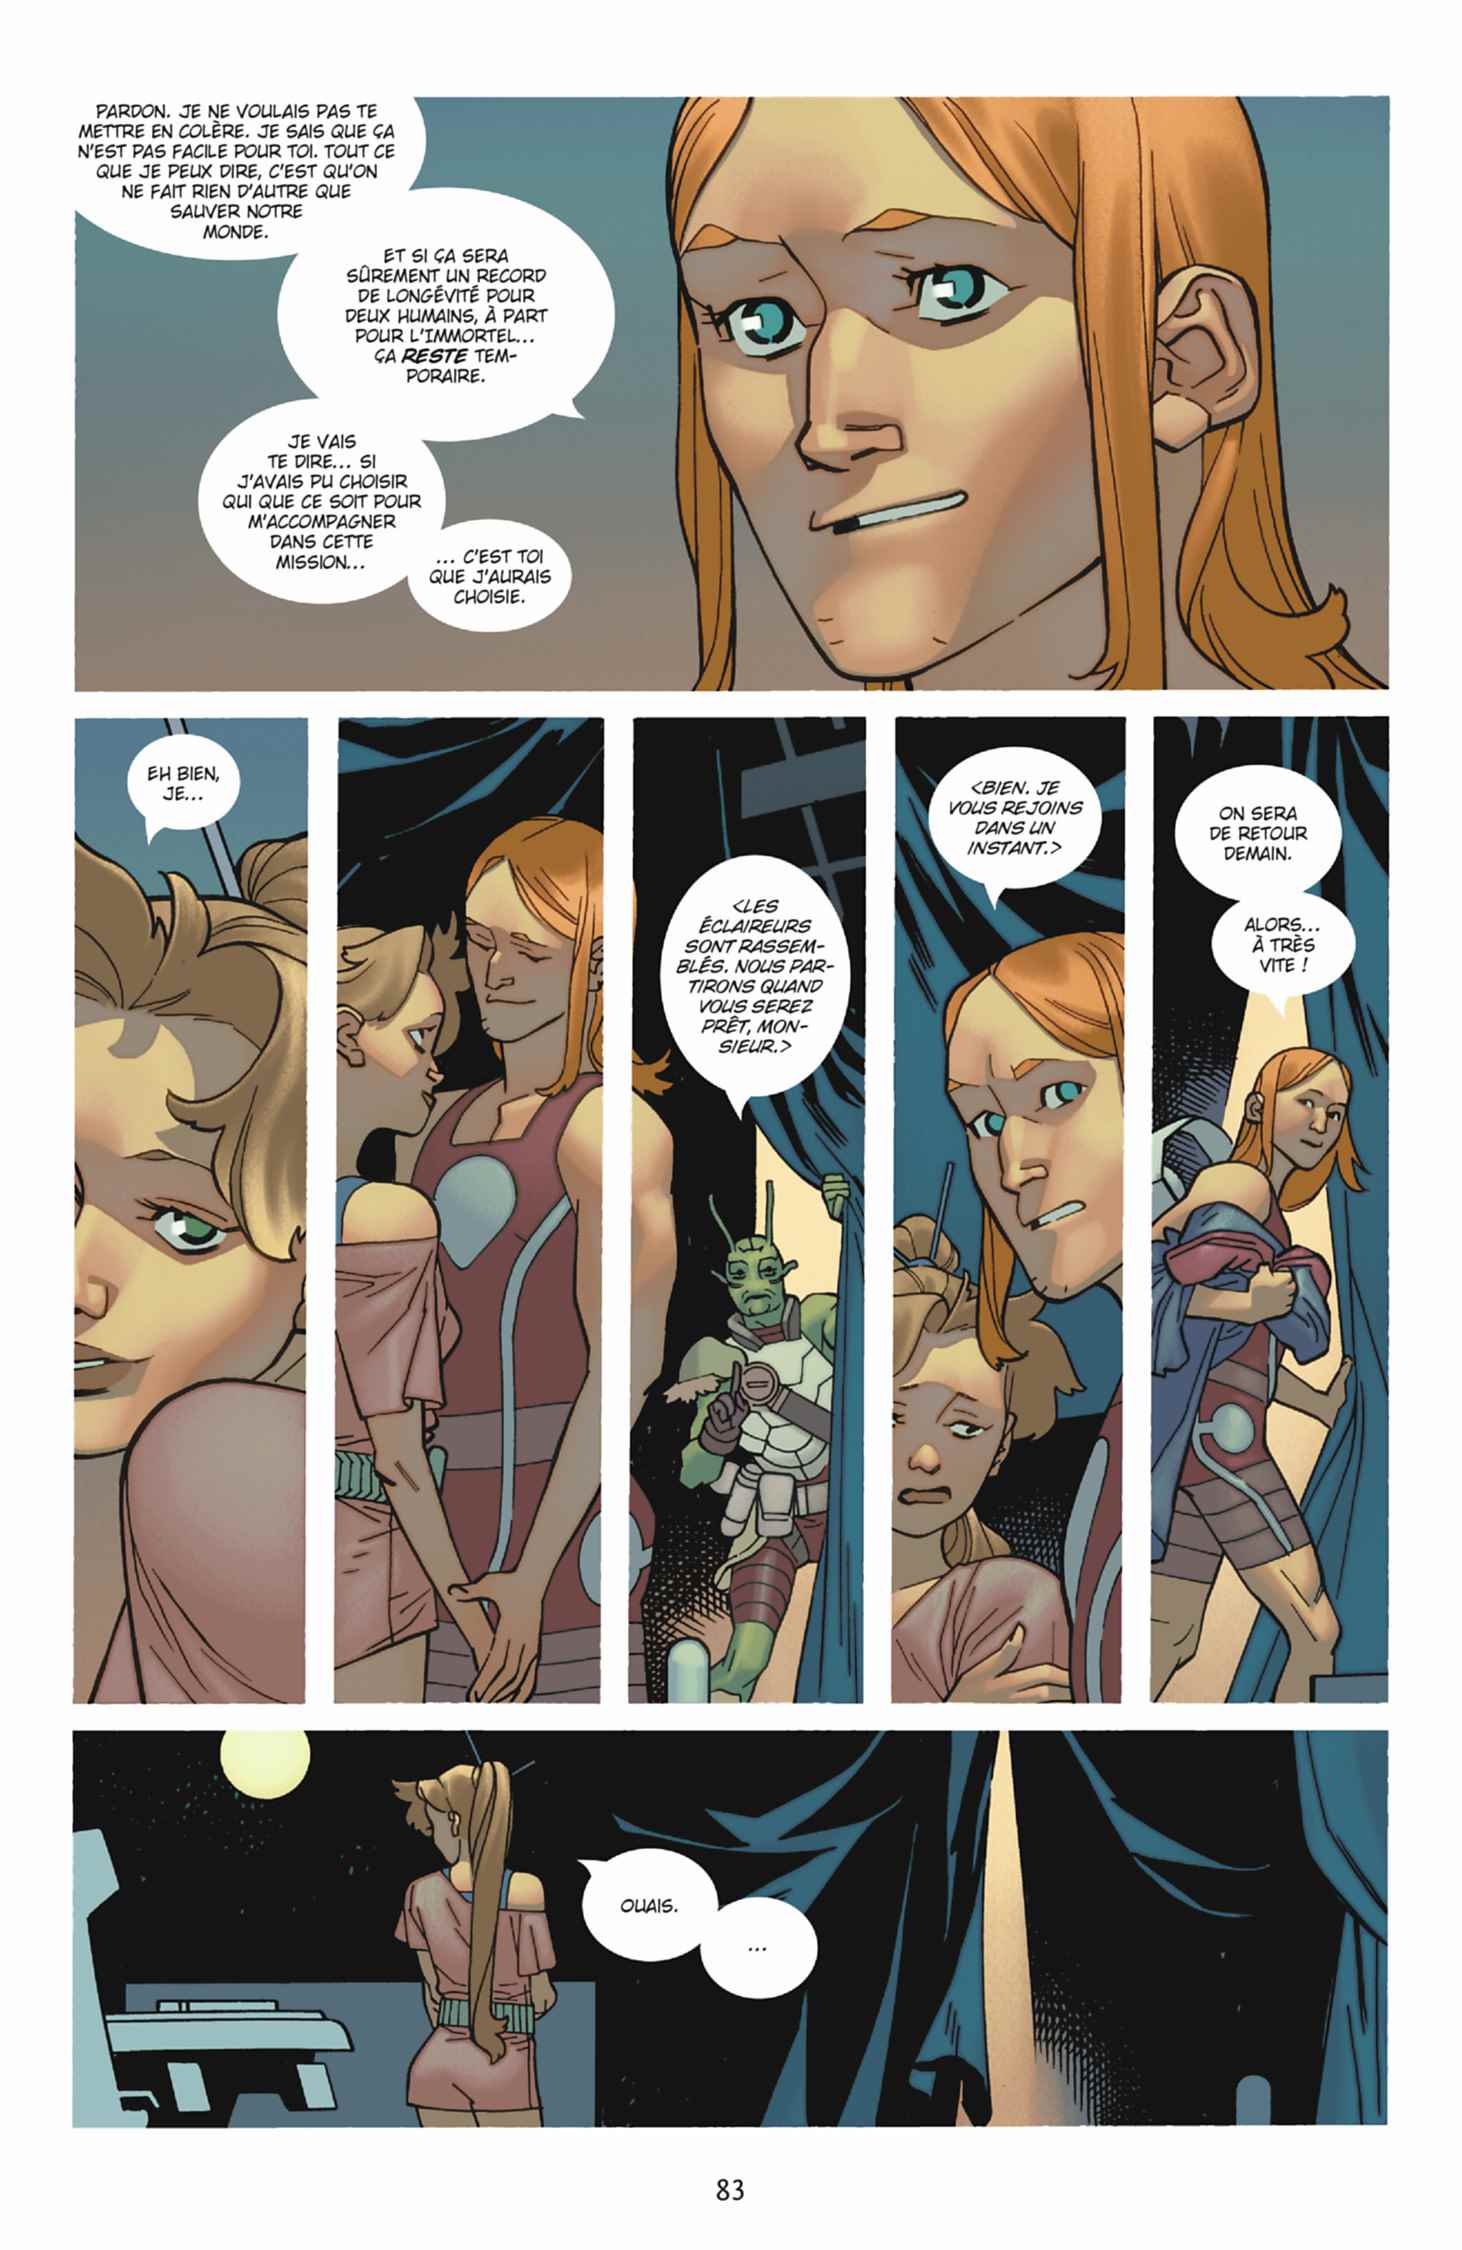 PARDON. JE NE VOULAIS PAS TE
METTRE EN COLÈRE. JE SAIS QUE ÇA
N'EST PAS FACILE POUR TOI. TOUT CE
QUE JE PEUX DIRE, C'EST QU'ON
NE FAIT RIEN D'AUTRE QUE
SAUVER NOTRE
MONDE.
ET SI ÇA SERA
SÛREMENT UN RECORD
DE LONGÉVITÉ POUR
DEUX HUMAINS, À PART
POUR L'IMMORTEL...
ÇA RESTE TEM-
PORAIRE.
JE VAIS
TE DIRE... SI
J'AVAIS PU CHOISIR
QUI QUE CE SOIT POUR
M'ACCOMPAGNER
DANS CETTE
MISSION...
... C'EST TOI
QUE J'AURAIS
CHOISIE.
EH BIEN,
JE...
<LES
ÉCLAIREURS
SONT RASSEM-
BLÉS. NOUS PAR-
TIRONS QUAND
VOUS SEREZ
PRÊT, MON-
SIEUR.>
<BIEN. JE
VOUS REJOINS
DANS UN
INSTANT.>
ON SERA
DE RETOUR
DEMAIN.
ALORS...
À TRÈS
VITE !
OUAIS.
...
83